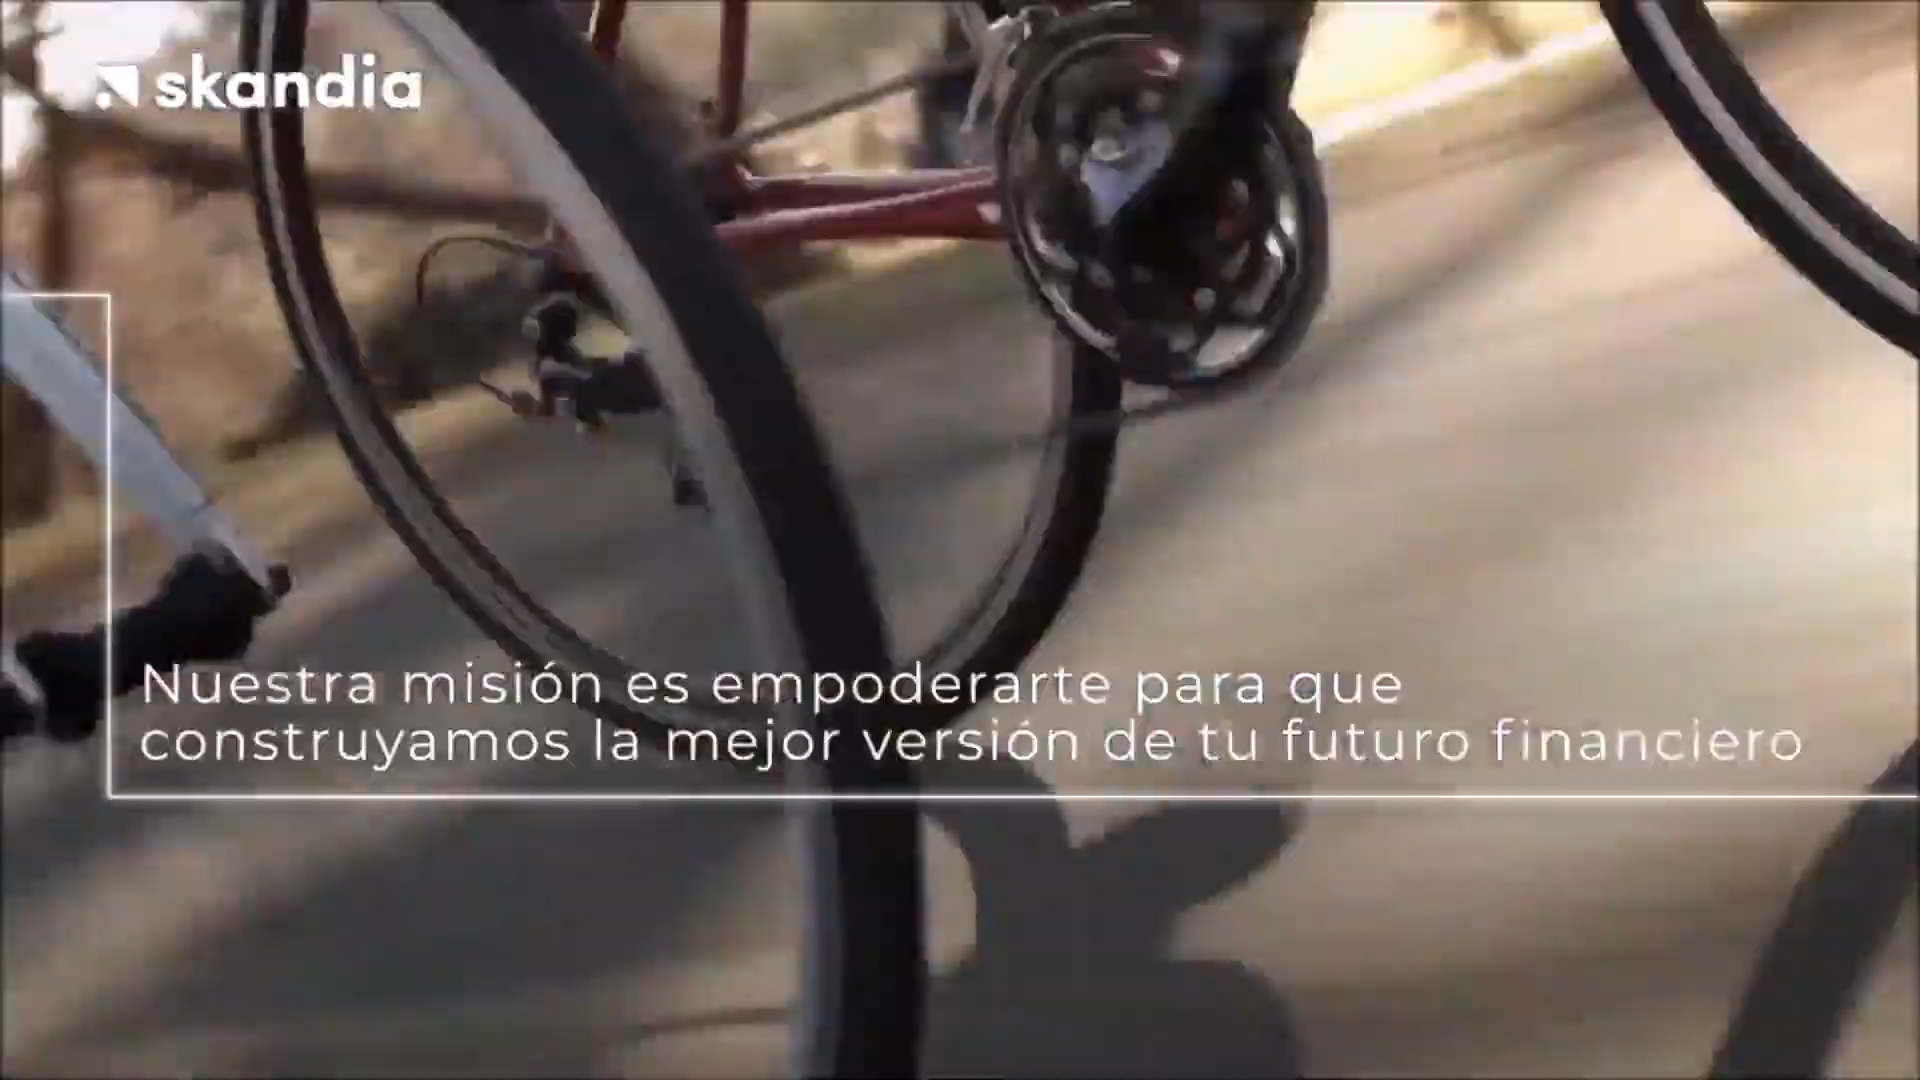 skandia
Nuestra misión es empoderarte para que
construyamos la mejor versión de tu futuro financiero